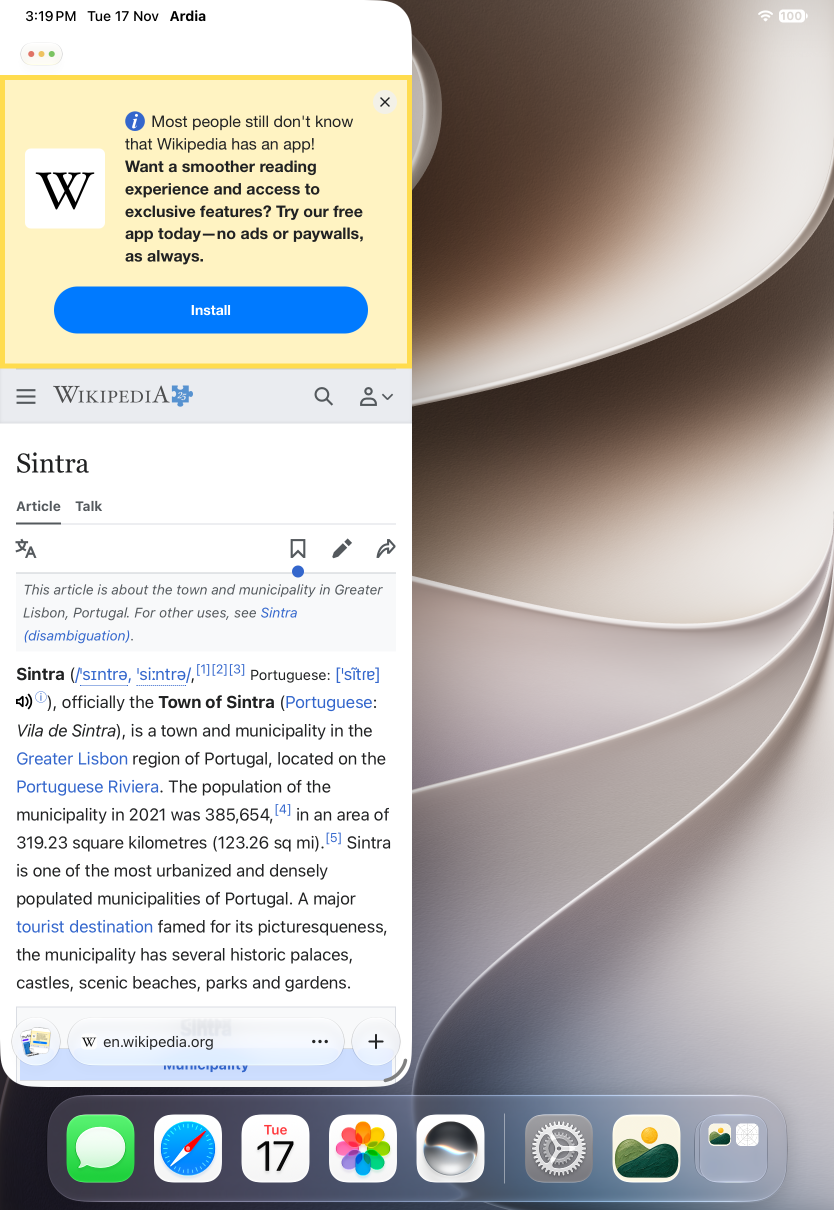 3:19 PM Tue 17 Nov Ardia
100
Most people still don't know
that Wikipedia has an app!
Want a smoother reading
experience and access to
exclusive features? Try our free
app today—no ads or paywalls,
as always.
W
Install
WIKIPEDIA 25
Sintra
Article Talk
This article is about the town and municipality in Greater
Lisbon, Portugal. For other uses, see Sintra
(disambiguation).
Sintra (/ˈsɪntrə, ˈsiːntrə/,[1][2][3] Portuguese: [ˈsĩtɾɐ]
), officially the Town of Sintra (Portuguese:
Vila de Sintra), is a town and municipality in the
Greater Lisbon region of Portugal, located on the
Portuguese Riviera. The population of the
municipality in 2021 was 385,654,[4] in an area of
319.23 square kilometres (123.26 sq mi).[5] Sintra
is one of the most urbanized and densely
populated municipalities of Portugal. A major
tourist destination famed for its picturesqueness,
the municipality has several historic palaces,
castles, scenic beaches, parks and gardens.
Sintra
W en.wikipedia.org
Municipality
Tue
17